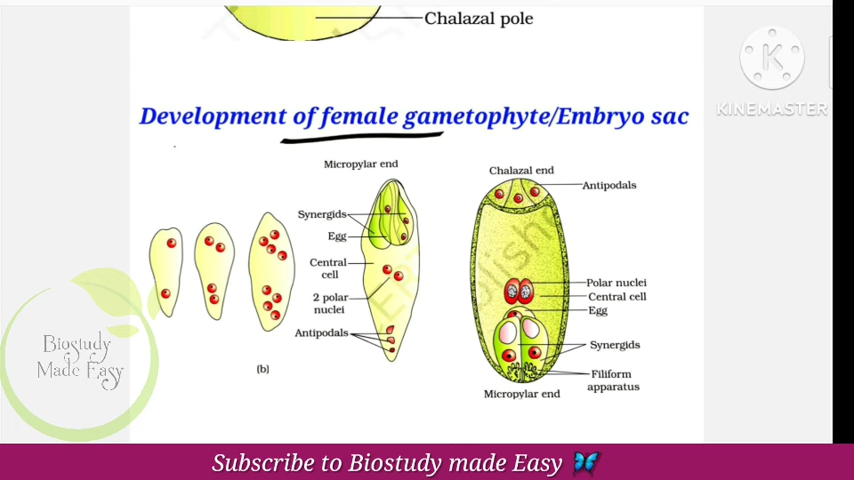 Chalazal pole
KINEMASTER
Development of female gametophyte/Embryo sac
Micropylar end
Synergids
Egg
Central
cell
2 polar
nuclei
Antipodals
(b)
Chalazal end
Antipodals
Polar nuclei
Central cell
Egg
Synergids
Filiform
apparatus
Micropylar end
Biostudy
Made Easy
Subscribe to Biostudy made Easy 🦋